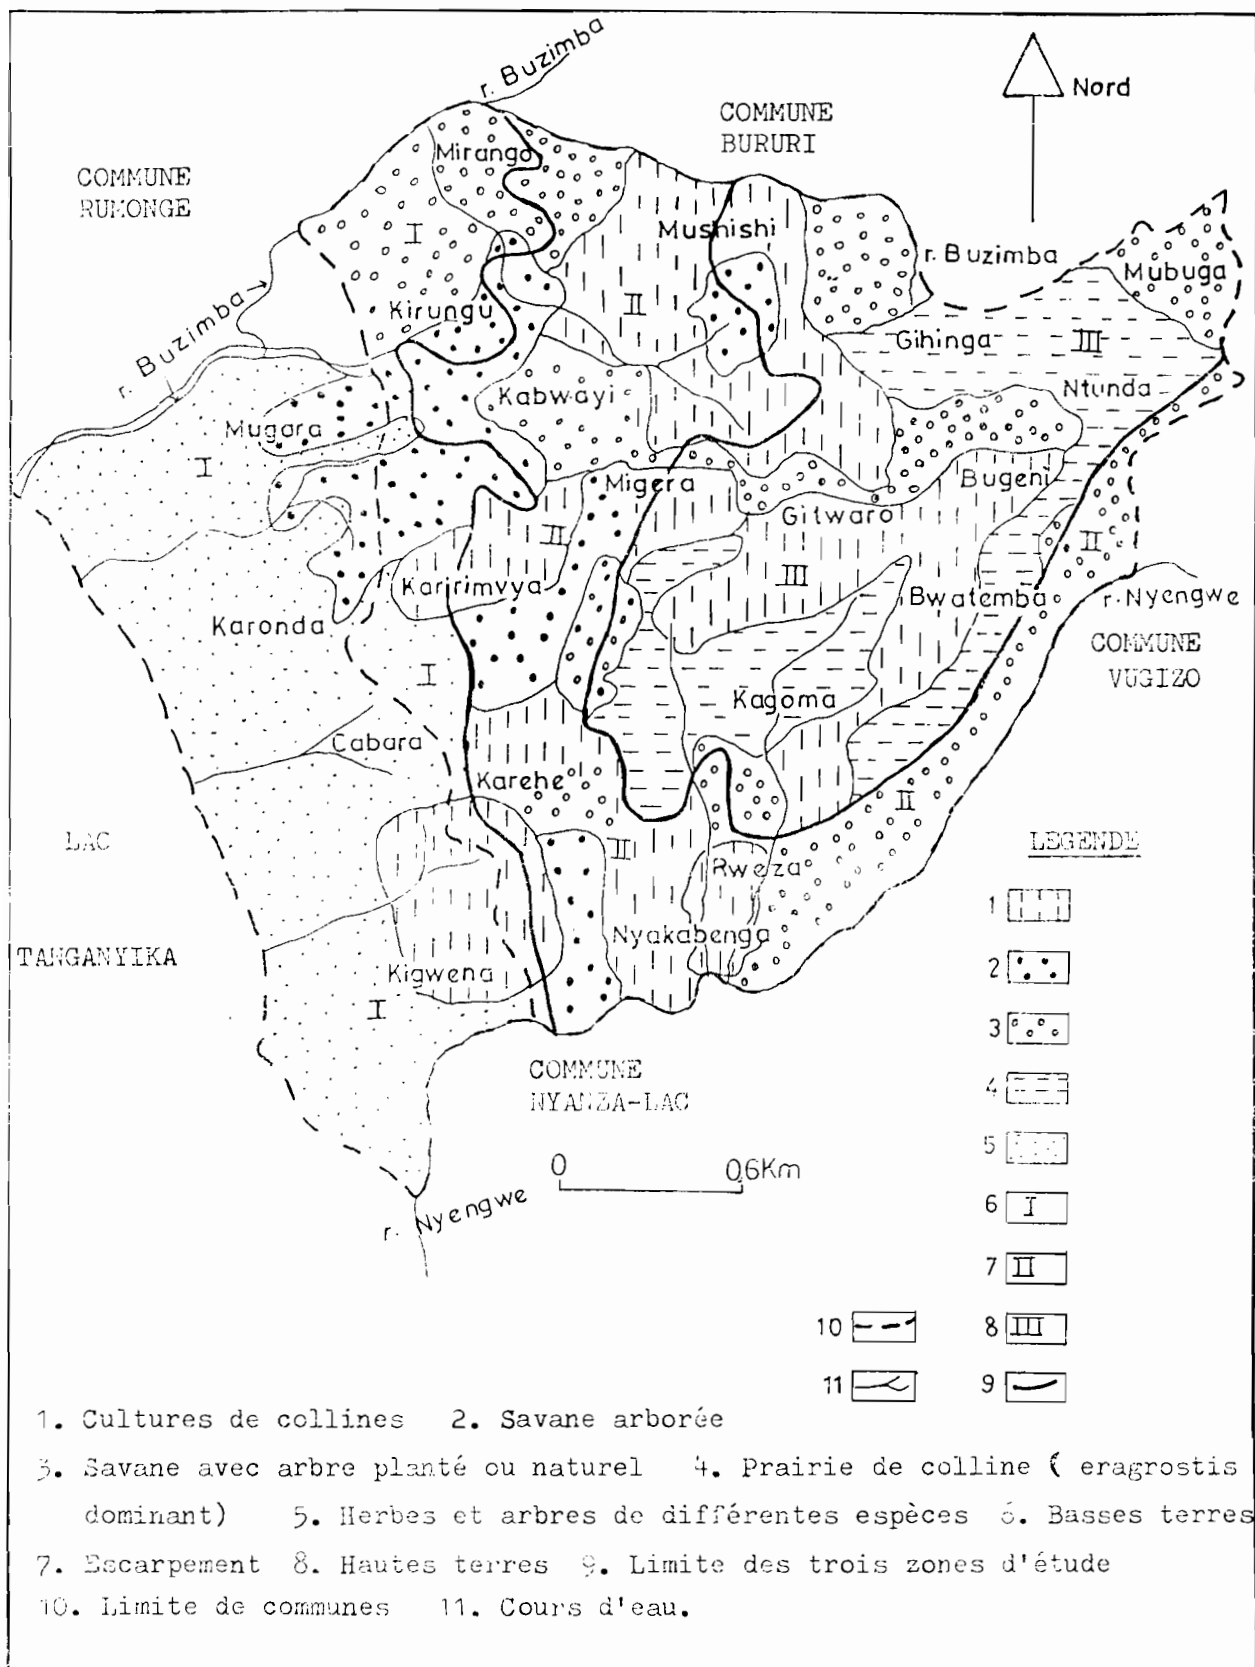 r. Buzimba
Nord
COMMUNE
BURURI
COMMUNE
RUMONGE
Mirango
I
Mushishi
r. Buzimba
Mubuga
r. Buzimba
Kirungu
II
Gihinga
III
Ntunda
Kabwayi
Mugara
I
Migera
Bugeni
Gitwaro
II
II
III
Karirimvya
Bwatemba
r. Nyengwe
Karonda
COMMUNE
VUGIZO
I
Kagoma
Cabara
Karehe
II
LAC
II
LEGENDE
Rweza
1
Nyakabenga
TANGANYIKA
Kigwena
2
I
3
COMMUNE
NYANZA-LAC
4
5
0 0.6Km
r. Nyengwe
6 I
7 II
10 8 III
11 9
1. Cultures de collines 2. Savane arborée
3. Savane avec arbre planté ou naturel 4. Prairie de colline ( eragrostis
dominant) 5. Herbes et arbres de différentes espèces 6. Basses terres
7. Escarpement 8. Hautes terres 9. Limite des trois zones d'étude
10. Limite de communes 11. Cours d'eau.